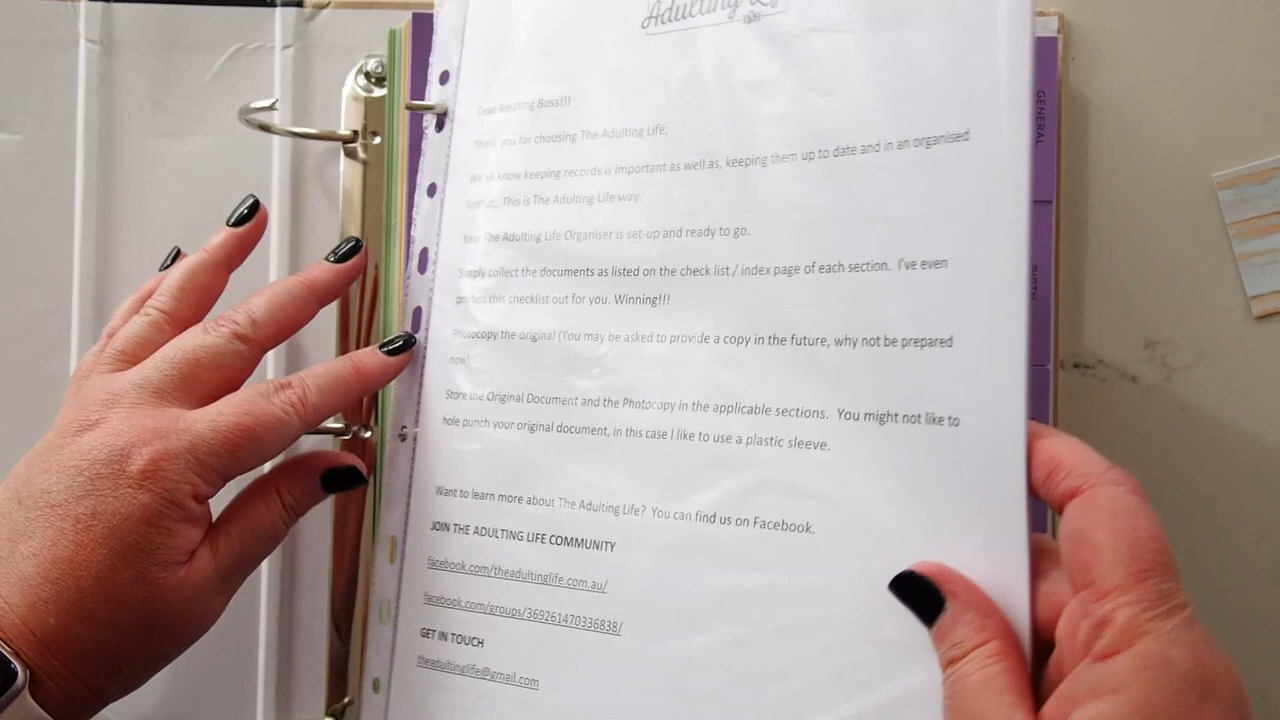 Adulting
Dear Adulting Boss!!!
Thank you for choosing The Adulting Life;
We all know keeping records is important as well as, keeping them up to date and in an organised
format. This is The Adulting Life way.
Your The Adulting Life Organiser is set-up and ready to go.
Simply collect the documents as listed on the check list / index page of each section. I've even
printed this checklist out for you. Winning!!!
Photocopy the original (You may be asked to provide a copy in the future, why not be prepared
now!
Store the Original Document and the Photocopy in the applicable sections. You might not like to
hole punch your original document, in this case I like to use a plastic sleeve.
Want to learn more about The Adulting Life? You can find us on Facebook.
JOIN THE ADULTING LIFE COMMUNITY
facebook.com/theadultinglife.com.au/
facebook.com/groups/369261470336838/
GET IN TOUCH
theadultinglife@gmail.com
GENERAL